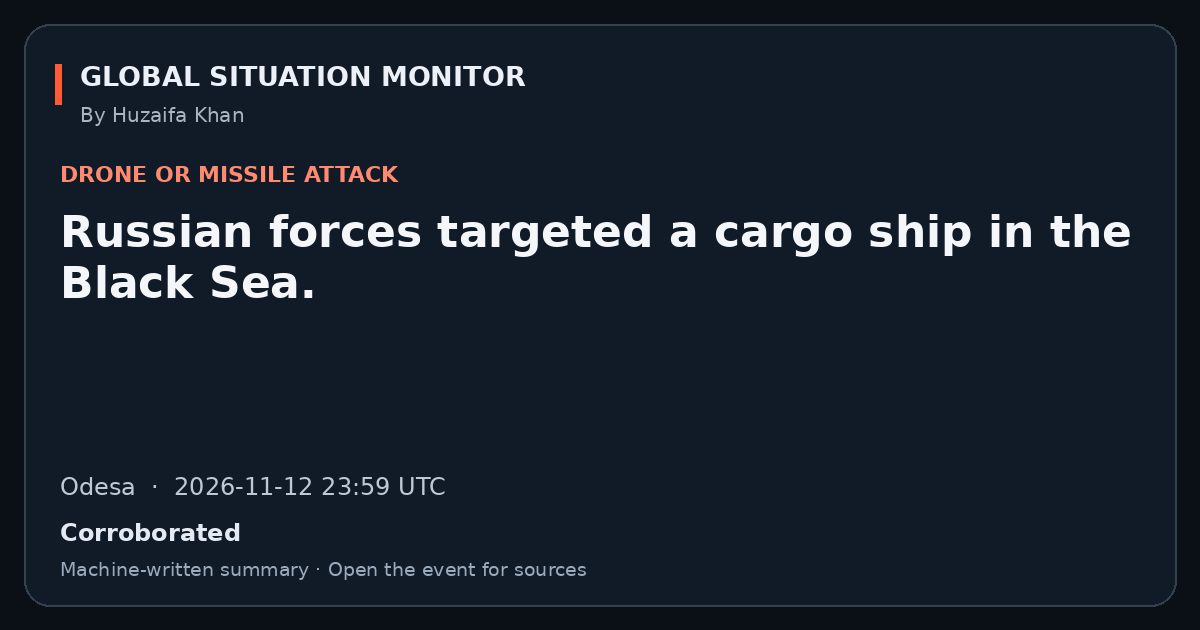 GLOBAL SITUATION MONITOR
By Huzaifa Khan
DRONE OR MISSILE ATTACK
Russian forces targeted a cargo ship in the
Black Sea.
Odesa · 2026-11-12 23:59 UTC
Corroborated
Machine-written summary · Open the event for sources